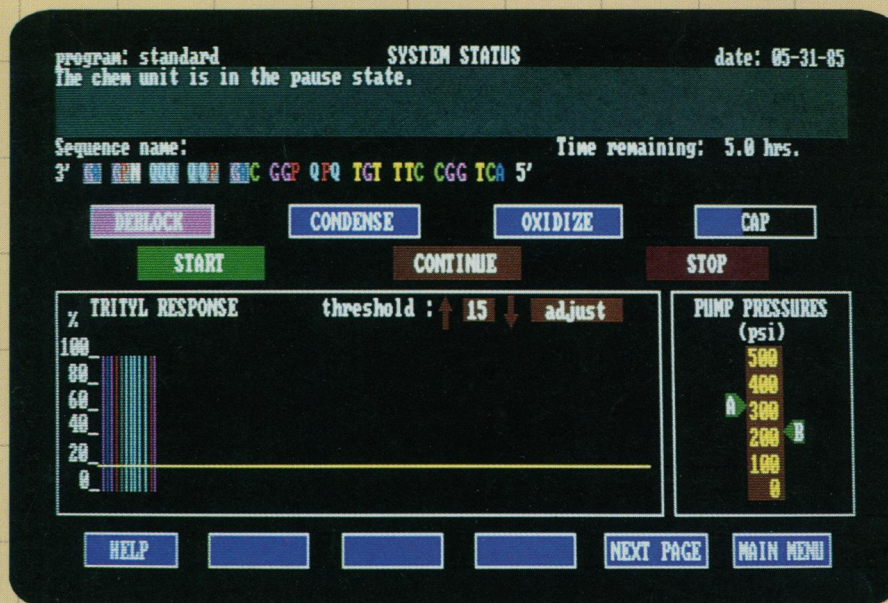 program: standard SYSTEM STATUS date: 05-31-85
The chem unit is in the pause state.
Sequence name: Time remaining: 5.0 hrs.
3' QQQ QQP GGP QPQ TGT TTC CGG TCA 5'
DEBLOCK CONDENSE OXIDIZE CAP
START CONTINUE STOP
% TRITYL RESPONSE threshold : ↑ 15 ↓ adjust
100
80
60
40
20
0
PUMP PRESSURES
(psi)
500
400
A 300
200 B
100
0
HELP NEXT PAGE MAIN MENU